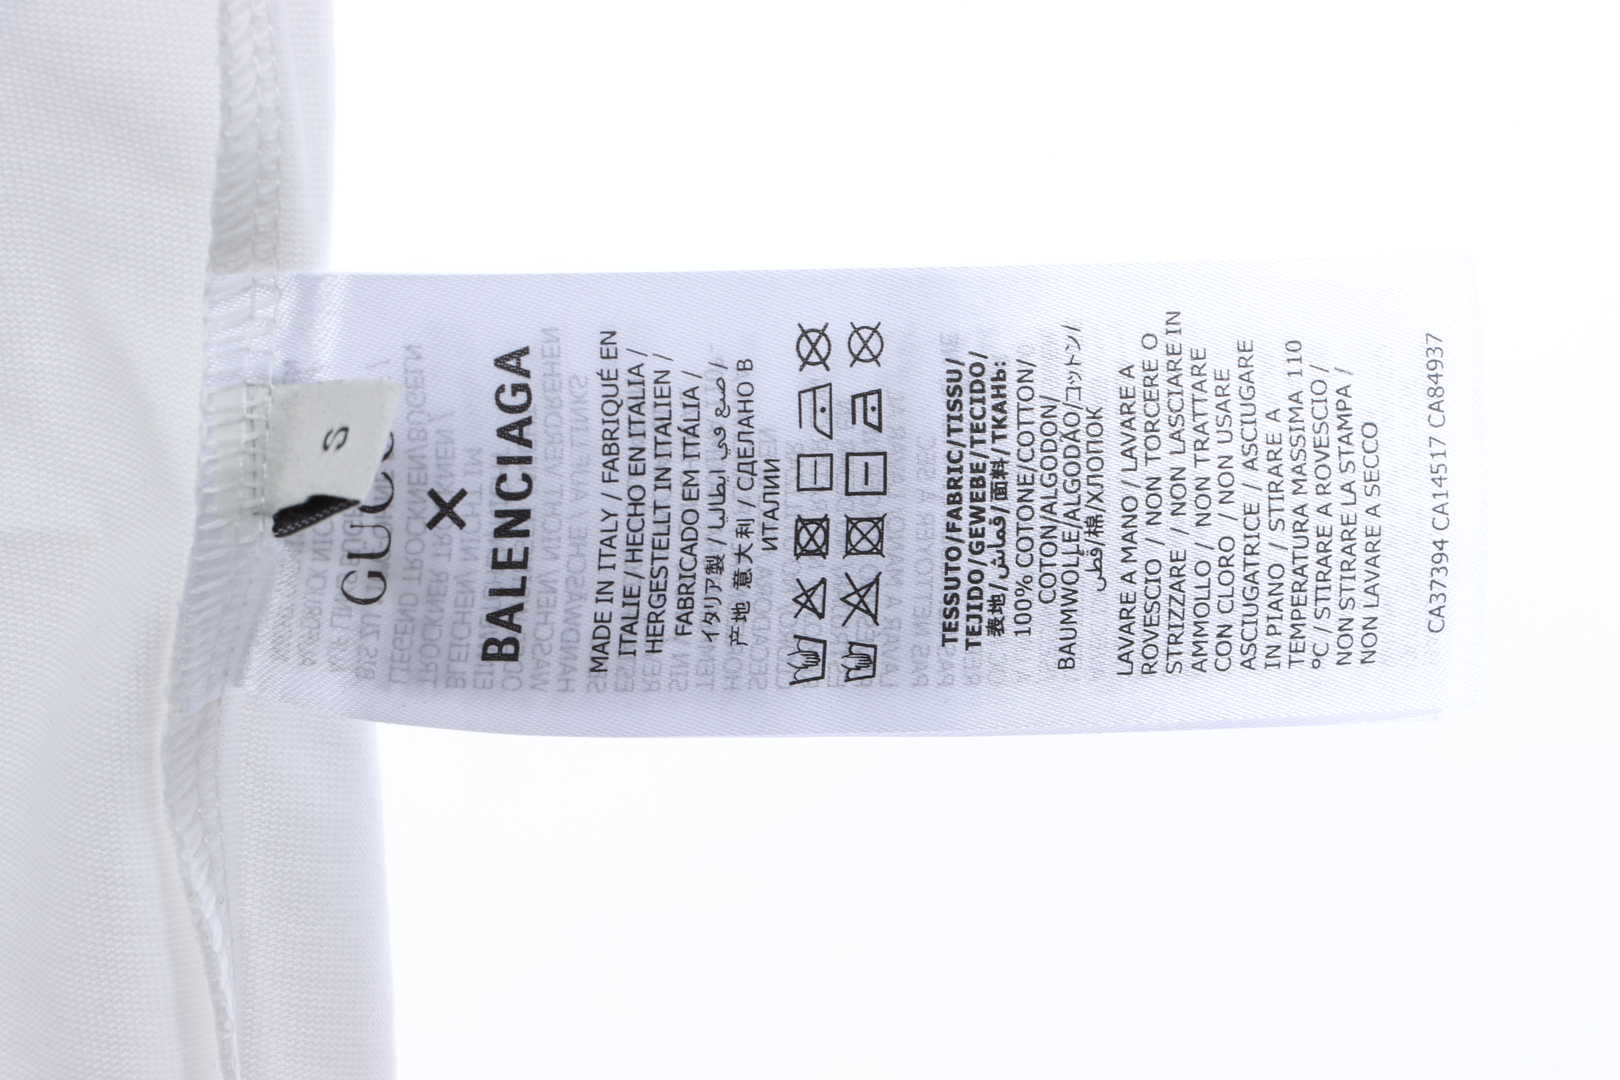 S
GUCC
X
BALENCIAGA
MADE IN ITALY / FABRIQUÉ EN
ITALIE / HECHO EN ITALIA /
HERGESTELLT IN ITALIEN /
FABRICADO EM ITÁLIA /
イタリア製 / صنع في ايطاليا /
产地 意大利 / СДЕЛАНО В
ИТАЛИИ
TESSUTO/FABRIC/TISSU/
TEJIDO/GEWEBE/TECIDO/
表地/قماش/面料/ТКАНЬ:
100% COTONE/COTTON/
COTON/ALGODON/
BAUMWOLLE/ALGODÃO/コットン/
قطن/棉/ХЛОПОК
LAVARE A MANO / LAVARE A
ROVESCIO / NON TORCERE O
STRIZZARE / NON LASCIARE IN
AMMOLLO / NON TRATTARE
CON CLORO / NON USARE
ASCIUGATRICE / ASCIUGARE
IN PIANO / STIRARE A
TEMPERATURA MASSIMA 110
°C / STIRARE A ROVESCIO /
NON STIRARE LA STAMPA /
NON LAVARE A SECCO
CA37394 CA14517 CA84937